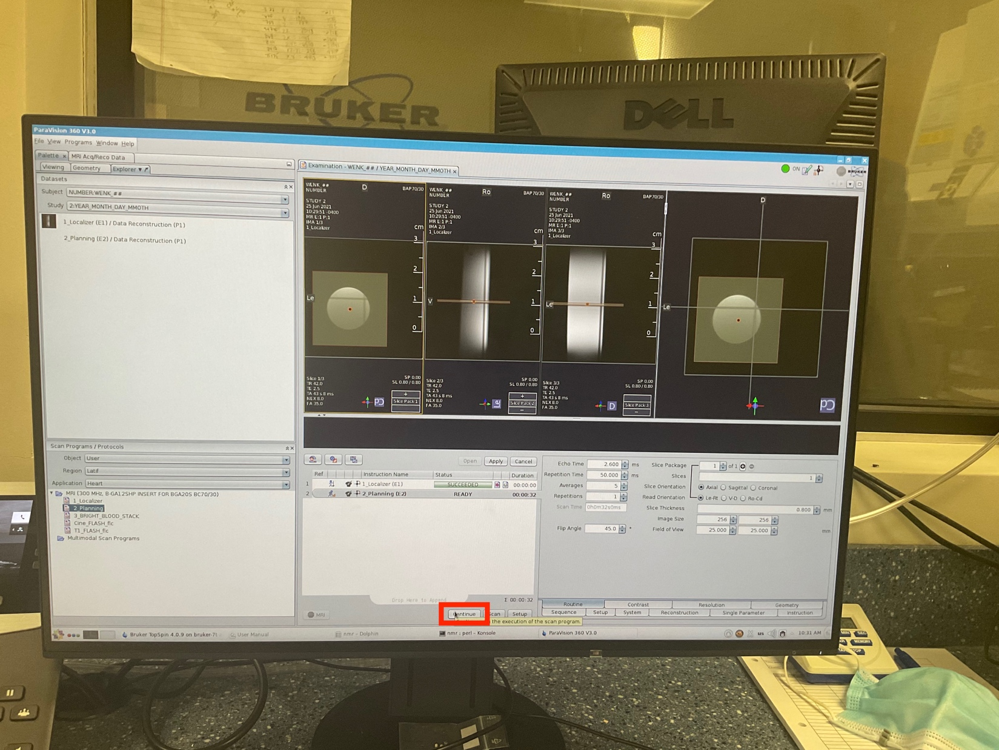 BRUKER
DELL
ParaVision 360 V3.0
File View Programs Window Help
Palette MRI Acq/Reco Data
Viewing Geometry Explorer
Datasets
Subject NUMBER:WENK_##
Study 2:YEAR_MONTH_DAY_MMOTH
1_Localizer (E1) / Data Reconstruction (P1)
2_Planning (E2) / Data Reconstruction (P1)
Examination - WENK_## / YEAR_MONTH_DAY_MMOTH
ON
BRUKER
WENK_##
NUMBER
STUDY 2
25 Jun 2021
10:29:51 -0400
MR E:1 P:1
IMA 1/3
1_Localizer
D
BAP70/30
cm
3
2
1
0
Le
Slice 1/3
TR 42.0
TE 2.5
TA 43 s 8 ms
NEX 8.0
FA 35.0
SP 0.00
SL 0.80 / 0.80
+
Slice Pack 1
WENK_##
NUMBER
STUDY 2
25 Jun 2021
10:29:51 -0400
MR E:1 P:1
IMA 2/3
1_Localizer
Ro
BAP70/30
cm
3
2
1
0
V
Slice 2/3
TR 42.0
TE 2.5
TA 43 s 8 ms
NEX 8.0
FA 35.0
SP 0.00
SL 0.80 / 0.80
+
Slice Pack 2
−
WENK_##
NUMBER
STUDY 2
25 Jun 2021
10:29:51 -0400
MR E:1 P:1
IMA 3/3
1_Localizer
Ro
BAP70/30
cm
3
2
1
0
Le
Slice 3/3
TR 42.0
TE 2.5
TA 43 s 8 ms
NEX 8.0
FA 35.0
SP 0.00
SL 0.80 / 0.80
Slice Pack 3
−
D
D
Le
Scan Programs / Protocols
Object User
Region Latif
Application Heart
MRI (300 MHz, B-GA12SHP INSERT FOR BGA20S BC70/30)
1_Localizer
2_Planning
3_BRIGHT_BLOOD_STACK
Cine_FLASH_flc
T1_FLASH_flc
Multimodal Scan Programs
Open Apply Cancel
Ref Instruction Name Status Duration
1 1_Localizer (E1) SUCCEEDED 00:00:00
2 2_Planning (E2) READY 00:00:32
Drop Here to Append
Σ 00:00:32
MRI
Continue Scan Setup
the execution of the scan program.
Echo Time 2.600 ms
Repetition Time 50.000 ms
Averages 5
Repetitions 1
Scan Time 0h0m32s0ms
Flip Angle 45.0 °
Slice Package 1 of 1
Slices 1
Slice Orientation Axial Sagittal Coronal
Read Orientation Le-Rt V-D Ro-Cd
Slice Thickness 0.800 mm
Image Size 256 256
Field of View 25.000 25.000 mm
Routine Contrast Resolution Geometry
Sequence Setup System Reconstruction Single Parameter Instruction
Bruker TopSpin 4.0.9 on bruker-7t
User Manual
nmr - Dolphin
nmr : perl - Konsole
ParaVision 360 V3.0
us
10:31 AM
MEMORY